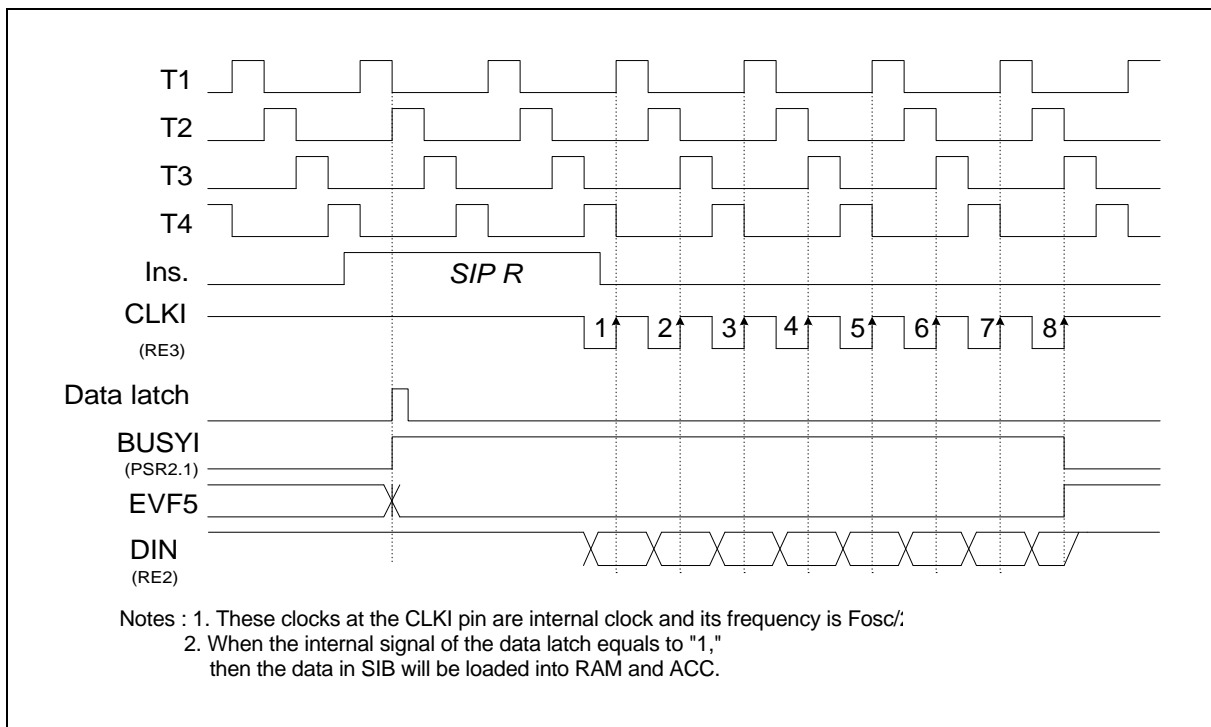 T1
T2
T3
T4
Ins.
SIP R
CLKI
(RE3)
1 2 3 4 5 6 7 8
Data latch
BUSYI
(PSR2.1)
EVF5
DIN
(RE2)
Notes : 1. These clocks at the CLKI pin are internal clock and its frequency is
2. When the internal signal of the data latch equals to "1,"
then the data in SIB will be loaded into RAM and ACC.